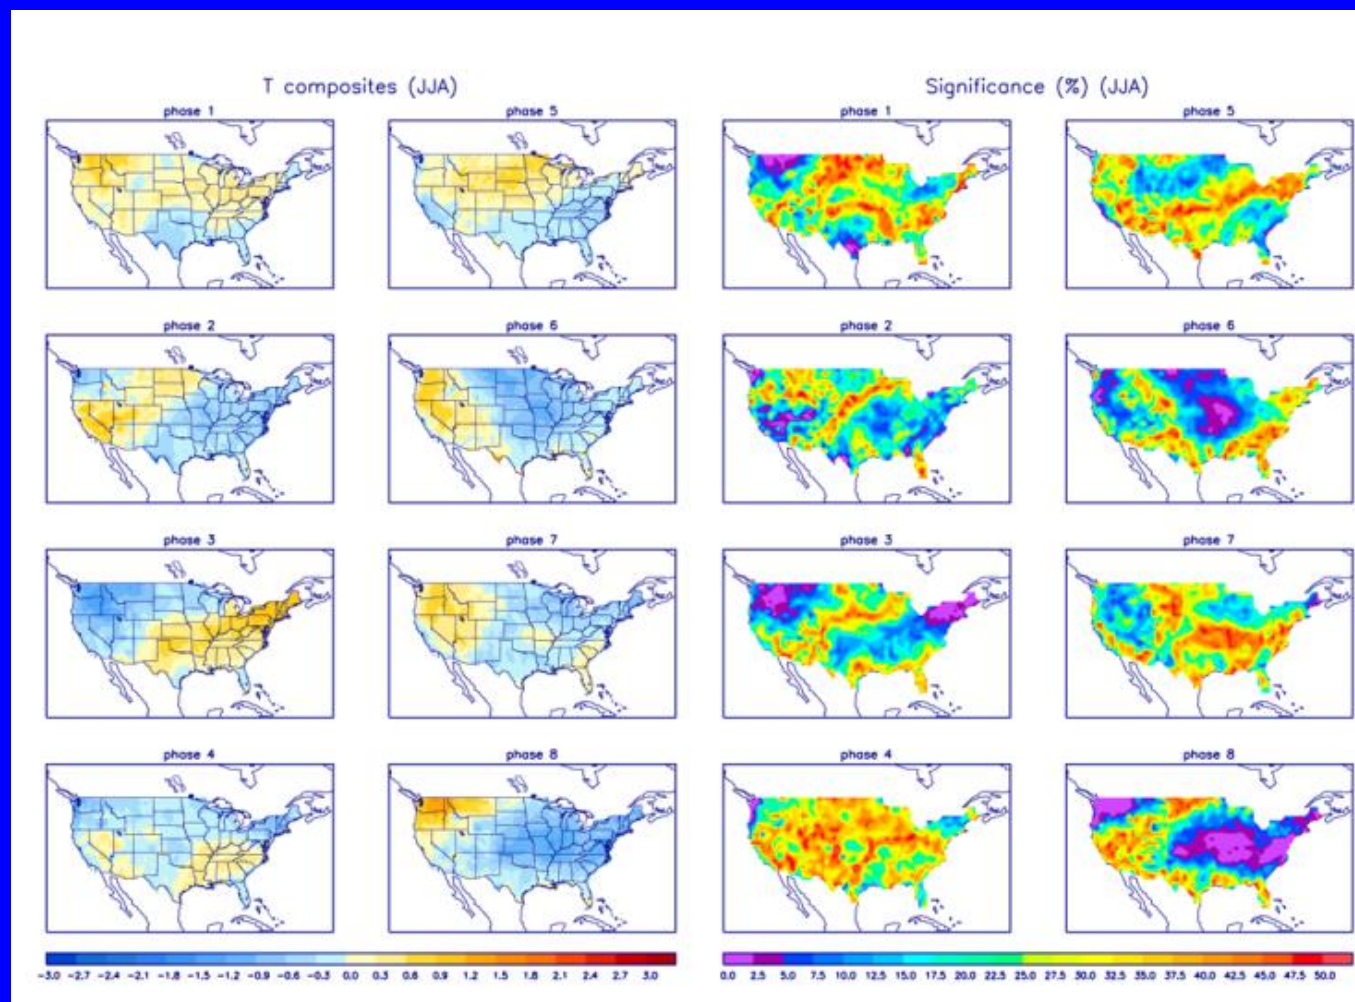 T composites (JJA) Significance (%) (JJA)
phase 1 phase 5 phase 1 phase 5
phase 2 phase 6 phase 2 phase 6
phase 3 phase 7 phase 3 phase 7
phase 4 phase 8 phase 4 phase 8
-3.0 -2.7 -2.4 -2.1 -1.8 -1.5 -1.2 -0.9 -0.6 -0.3 0.0 0.3 0.6 0.9 1.2 1.5 1.8 2.1 2.4 2.7 3.0 0.0 2.5 5.0 7.5 10.0 12.5 15.0 17.5 20.0 22.5 25.0 27.5 30.0 32.5 35.0 37.5 40.0 42.5 45.0 47.5 50.0